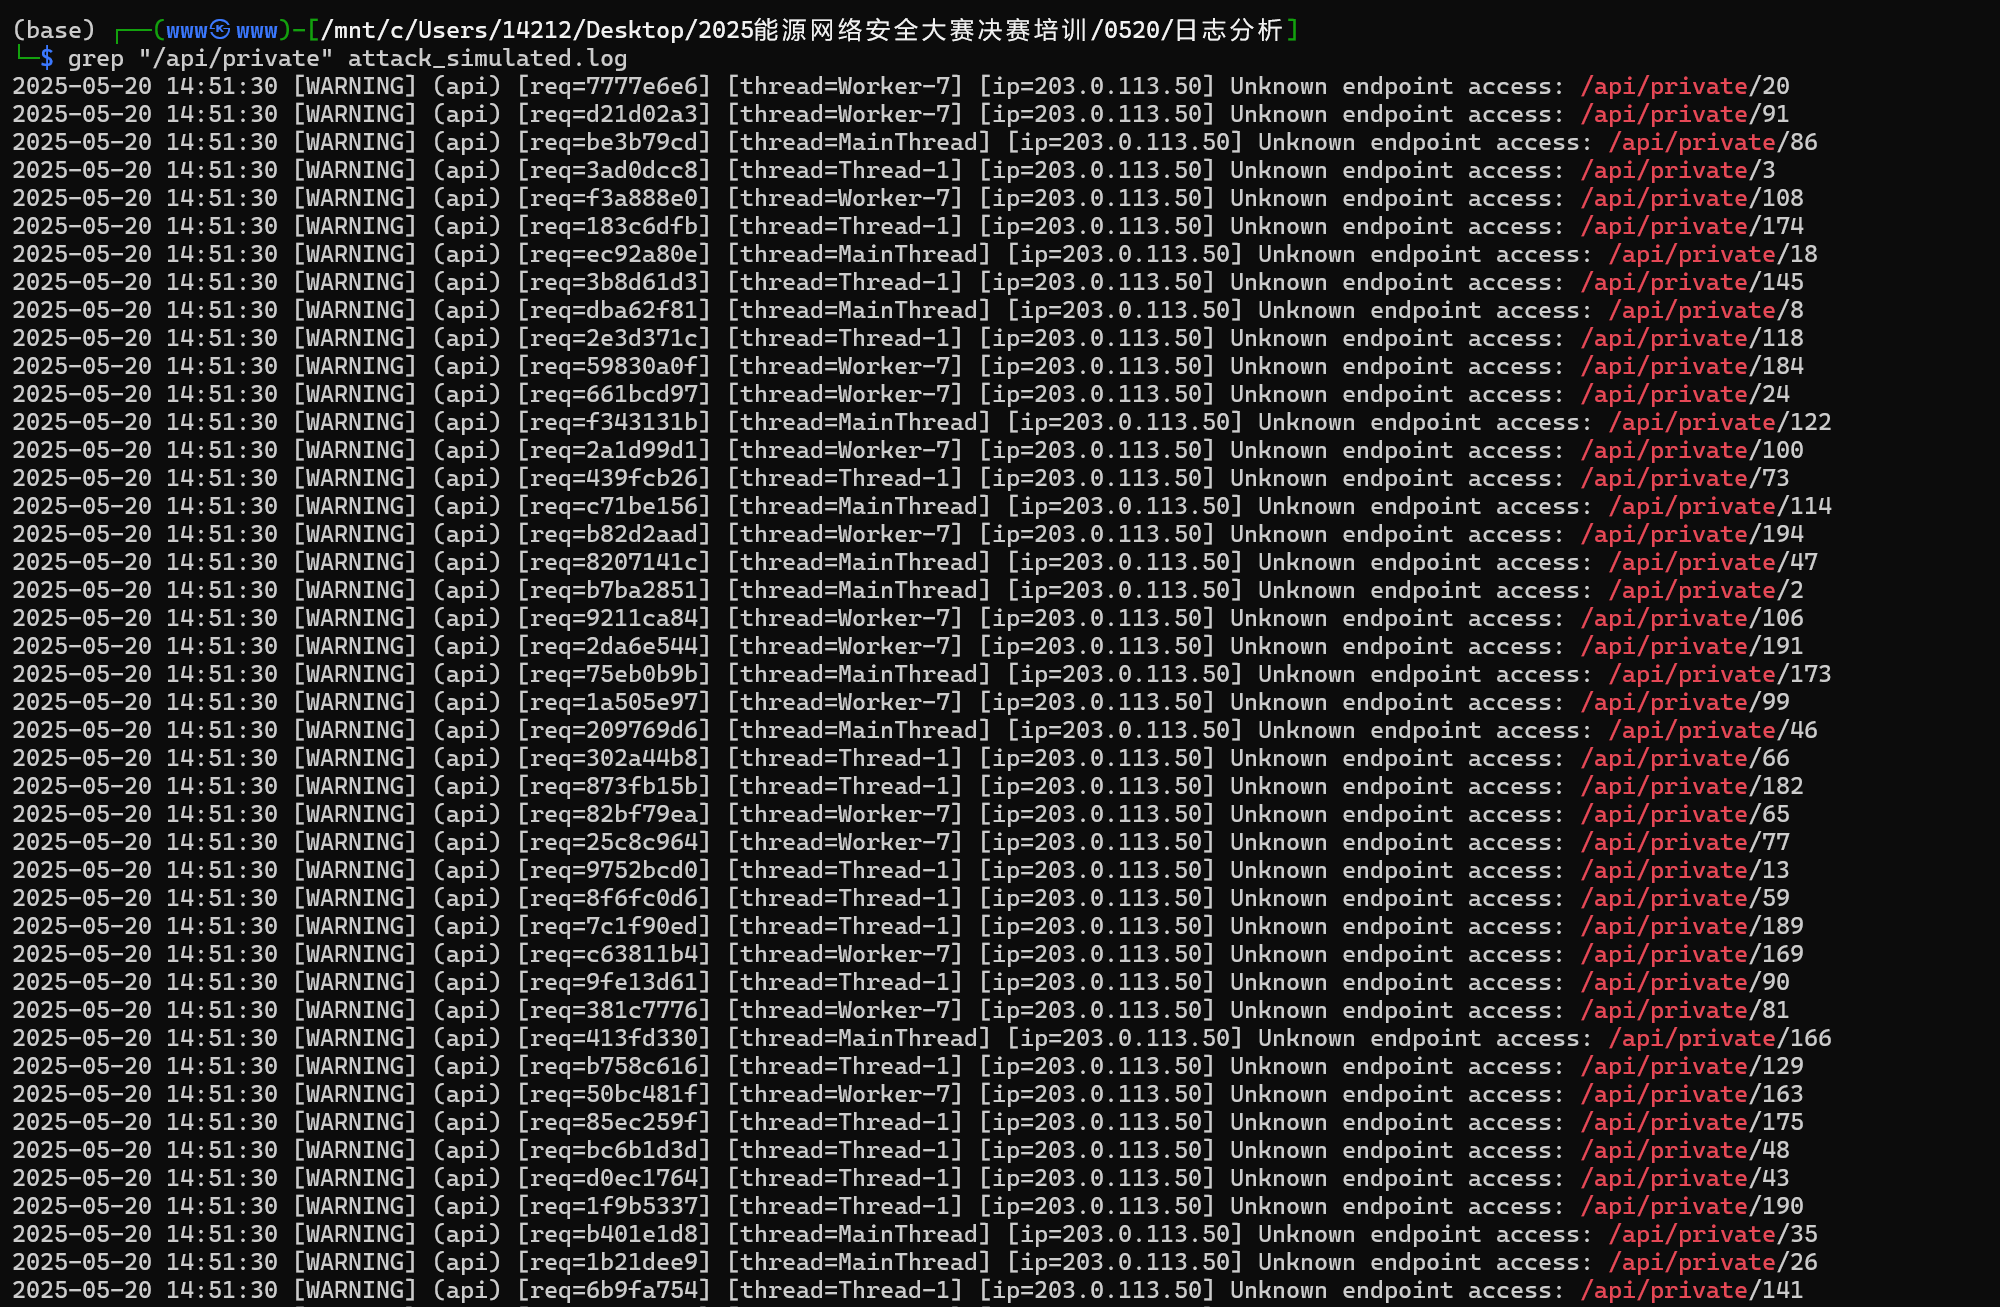 (base) ┌──(www㉿www)-[/mnt/c/Users/14212/Desktop/2025能源网络安全大赛决赛培训/0520/日志分析]
└─$ grep "/api/private" attack_simulated.log
2025-05-20 14:51:30 [WARNING] (api) [req=7777e6e6] [thread=Worker-7] [ip=203.0.113.50] Unknown endpoint access: /api/private/20
2025-05-20 14:51:30 [WARNING] (api) [req=d21d02a3] [thread=Worker-7] [ip=203.0.113.50] Unknown endpoint access: /api/private/91
2025-05-20 14:51:30 [WARNING] (api) [req=be3b79cd] [thread=MainThread] [ip=203.0.113.50] Unknown endpoint access: /api/private/86
2025-05-20 14:51:30 [WARNING] (api) [req=3ad0dcc8] [thread=Thread-1] [ip=203.0.113.50] Unknown endpoint access: /api/private/3
2025-05-20 14:51:30 [WARNING] (api) [req=f3a888e0] [thread=Worker-7] [ip=203.0.113.50] Unknown endpoint access: /api/private/108
2025-05-20 14:51:30 [WARNING] (api) [req=183c6dfb] [thread=Thread-1] [ip=203.0.113.50] Unknown endpoint access: /api/private/174
2025-05-20 14:51:30 [WARNING] (api) [req=ec92a80e] [thread=MainThread] [ip=203.0.113.50] Unknown endpoint access: /api/private/18
2025-05-20 14:51:30 [WARNING] (api) [req=3b8d61d3] [thread=Thread-1] [ip=203.0.113.50] Unknown endpoint access: /api/private/145
2025-05-20 14:51:30 [WARNING] (api) [req=dba62f81] [thread=MainThread] [ip=203.0.113.50] Unknown endpoint access: /api/private/8
2025-05-20 14:51:30 [WARNING] (api) [req=2e3d371c] [thread=Thread-1] [ip=203.0.113.50] Unknown endpoint access: /api/private/118
2025-05-20 14:51:30 [WARNING] (api) [req=59830a0f] [thread=Worker-7] [ip=203.0.113.50] Unknown endpoint access: /api/private/184
2025-05-20 14:51:30 [WARNING] (api) [req=661bcd97] [thread=Worker-7] [ip=203.0.113.50] Unknown endpoint access: /api/private/24
2025-05-20 14:51:30 [WARNING] (api) [req=f343131b] [thread=MainThread] [ip=203.0.113.50] Unknown endpoint access: /api/private/122
2025-05-20 14:51:30 [WARNING] (api) [req=2a1d99d1] [thread=Worker-7] [ip=203.0.113.50] Unknown endpoint access: /api/private/100
2025-05-20 14:51:30 [WARNING] (api) [req=439fcb26] [thread=Thread-1] [ip=203.0.113.50] Unknown endpoint access: /api/private/73
2025-05-20 14:51:30 [WARNING] (api) [req=c71be156] [thread=MainThread] [ip=203.0.113.50] Unknown endpoint access: /api/private/114
2025-05-20 14:51:30 [WARNING] (api) [req=b82d2aad] [thread=Worker-7] [ip=203.0.113.50] Unknown endpoint access: /api/private/194
2025-05-20 14:51:30 [WARNING] (api) [req=8207141c] [thread=MainThread] [ip=203.0.113.50] Unknown endpoint access: /api/private/47
2025-05-20 14:51:30 [WARNING] (api) [req=b7ba2851] [thread=MainThread] [ip=203.0.113.50] Unknown endpoint access: /api/private/2
2025-05-20 14:51:30 [WARNING] (api) [req=9211ca84] [thread=Worker-7] [ip=203.0.113.50] Unknown endpoint access: /api/private/106
2025-05-20 14:51:30 [WARNING] (api) [req=2da6e544] [thread=Worker-7] [ip=203.0.113.50] Unknown endpoint access: /api/private/191
2025-05-20 14:51:30 [WARNING] (api) [req=75eb0b9b] [thread=MainThread] [ip=203.0.113.50] Unknown endpoint access: /api/private/173
2025-05-20 14:51:30 [WARNING] (api) [req=1a505e97] [thread=Worker-7] [ip=203.0.113.50] Unknown endpoint access: /api/private/99
2025-05-20 14:51:30 [WARNING] (api) [req=209769d6] [thread=MainThread] [ip=203.0.113.50] Unknown endpoint access: /api/private/46
2025-05-20 14:51:30 [WARNING] (api) [req=302a44b8] [thread=Thread-1] [ip=203.0.113.50] Unknown endpoint access: /api/private/66
2025-05-20 14:51:30 [WARNING] (api) [req=873fb15b] [thread=Thread-1] [ip=203.0.113.50] Unknown endpoint access: /api/private/182
2025-05-20 14:51:30 [WARNING] (api) [req=82bf79ea] [thread=Worker-7] [ip=203.0.113.50] Unknown endpoint access: /api/private/65
2025-05-20 14:51:30 [WARNING] (api) [req=25c8c964] [thread=Worker-7] [ip=203.0.113.50] Unknown endpoint access: /api/private/77
2025-05-20 14:51:30 [WARNING] (api) [req=9752bcd0] [thread=Thread-1] [ip=203.0.113.50] Unknown endpoint access: /api/private/13
2025-05-20 14:51:30 [WARNING] (api) [req=8f6fc0d6] [thread=Thread-1] [ip=203.0.113.50] Unknown endpoint access: /api/private/59
2025-05-20 14:51:30 [WARNING] (api) [req=7c1f90ed] [thread=Thread-1] [ip=203.0.113.50] Unknown endpoint access: /api/private/189
2025-05-20 14:51:30 [WARNING] (api) [req=c63811b4] [thread=Worker-7] [ip=203.0.113.50] Unknown endpoint access: /api/private/169
2025-05-20 14:51:30 [WARNING] (api) [req=9fe13d61] [thread=Thread-1] [ip=203.0.113.50] Unknown endpoint access: /api/private/90
2025-05-20 14:51:30 [WARNING] (api) [req=381c7776] [thread=Worker-7] [ip=203.0.113.50] Unknown endpoint access: /api/private/81
2025-05-20 14:51:30 [WARNING] (api) [req=413fd330] [thread=MainThread] [ip=203.0.113.50] Unknown endpoint access: /api/private/166
2025-05-20 14:51:30 [WARNING] (api) [req=b758c616] [thread=Thread-1] [ip=203.0.113.50] Unknown endpoint access: /api/private/129
2025-05-20 14:51:30 [WARNING] (api) [req=50bc481f] [thread=Worker-7] [ip=203.0.113.50] Unknown endpoint access: /api/private/163
2025-05-20 14:51:30 [WARNING] (api) [req=85ec259f] [thread=Thread-1] [ip=203.0.113.50] Unknown endpoint access: /api/private/175
2025-05-20 14:51:30 [WARNING] (api) [req=bc6b1d3d] [thread=Thread-1] [ip=203.0.113.50] Unknown endpoint access: /api/private/48
2025-05-20 14:51:30 [WARNING] (api) [req=d0ec1764] [thread=Thread-1] [ip=203.0.113.50] Unknown endpoint access: /api/private/43
2025-05-20 14:51:30 [WARNING] (api) [req=1f9b5337] [thread=Thread-1] [ip=203.0.113.50] Unknown endpoint access: /api/private/190
2025-05-20 14:51:30 [WARNING] (api) [req=b401e1d8] [thread=MainThread] [ip=203.0.113.50] Unknown endpoint access: /api/private/35
2025-05-20 14:51:30 [WARNING] (api) [req=1b21dee9] [thread=MainThread] [ip=203.0.113.50] Unknown endpoint access: /api/private/26
2025-05-20 14:51:30 [WARNING] (api) [req=6b9fa754] [thread=Thread-1] [ip=203.0.113.50] Unknown endpoint access: /api/private/141